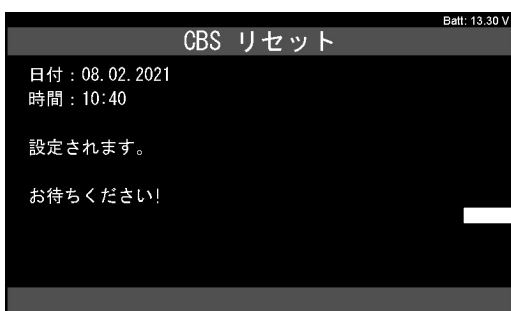 Batt: 13.30 V
CBS リセット
日付：08.02.2021
時間：10:40
設定されます。
お待ちください!